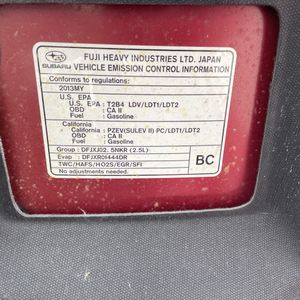 FUJI HEAVY INDUSTRIES LTD. JAPAN
SUBARU VEHICLE EMISSION CONTROL INFORMATION
Conforms to regulations:
2013MY
U.S. EPA
U.S. EPA : T2B4 LDV/LDT1/LDT2
OBD : CA II
Fuel : Gasoline
California
California : PZEV(SULEV II) PC/LDT1/LDT2
OBD : CA II
Fuel : Gasoline
Group : DFJXJ02. 5NKR (2.5L)
Evap : DFJXR01444DR
TWC/HAFS/HO2S/EGR/SFI
No adjustments needed.
BC